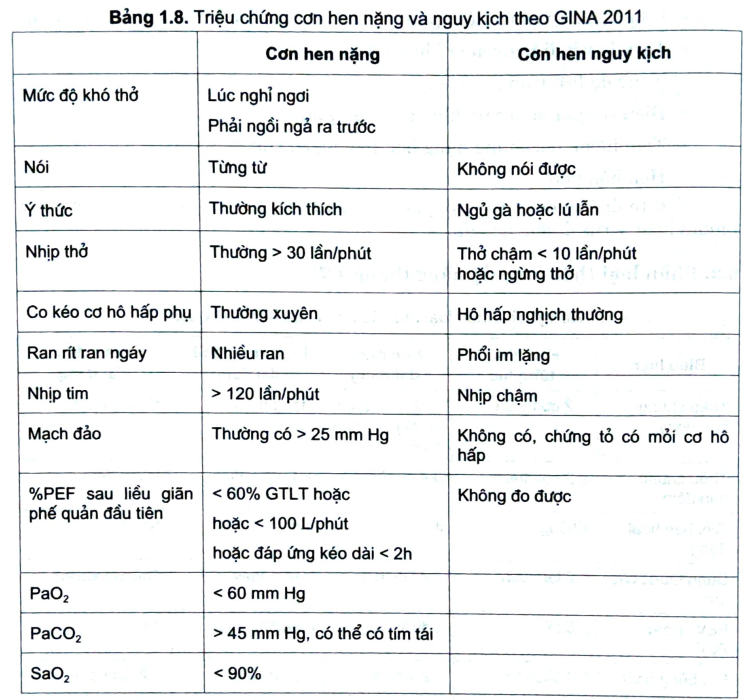 Bảng 1.8. Triệu chứng cơn hen nặng và nguy kịch theo GINA 2011
Cơn hen nặng
Cơn hen nguy kịch
Mức độ khó thở
Lúc nghỉ ngơi
Phải ngồi ngả ra trước
Nói
Từng từ
Không nói được
Ý thức
Thường kích thích
Ngủ gà hoặc lú lẫn
Nhịp thở
Thường > 30 lần/phút
Thở chậm < 10 lần/phút
hoặc ngừng thở
Co kéo cơ hô hấp phụ
Thường xuyên
Hô hấp nghịch thường
Ran rít ran ngáy
Nhiều ran
Phổi im lặng
Nhịp tim
> 120 lần/phút
Nhịp chậm
Mạch đảo
Thường có > 25 mm Hg
Không có, chứng tỏ có mỏi cơ hô
hấp
%PEF sau liều giãn
phế quản đầu tiên
< 60% GTLT hoặc
hoặc < 100 L/phút
hoặc đáp ứng kéo dài < 2h
Không đo được
PaO₂
< 60 mm Hg
PaCO₂
> 45 mm Hg, có thể có tím tái
SaO₂
< 90%